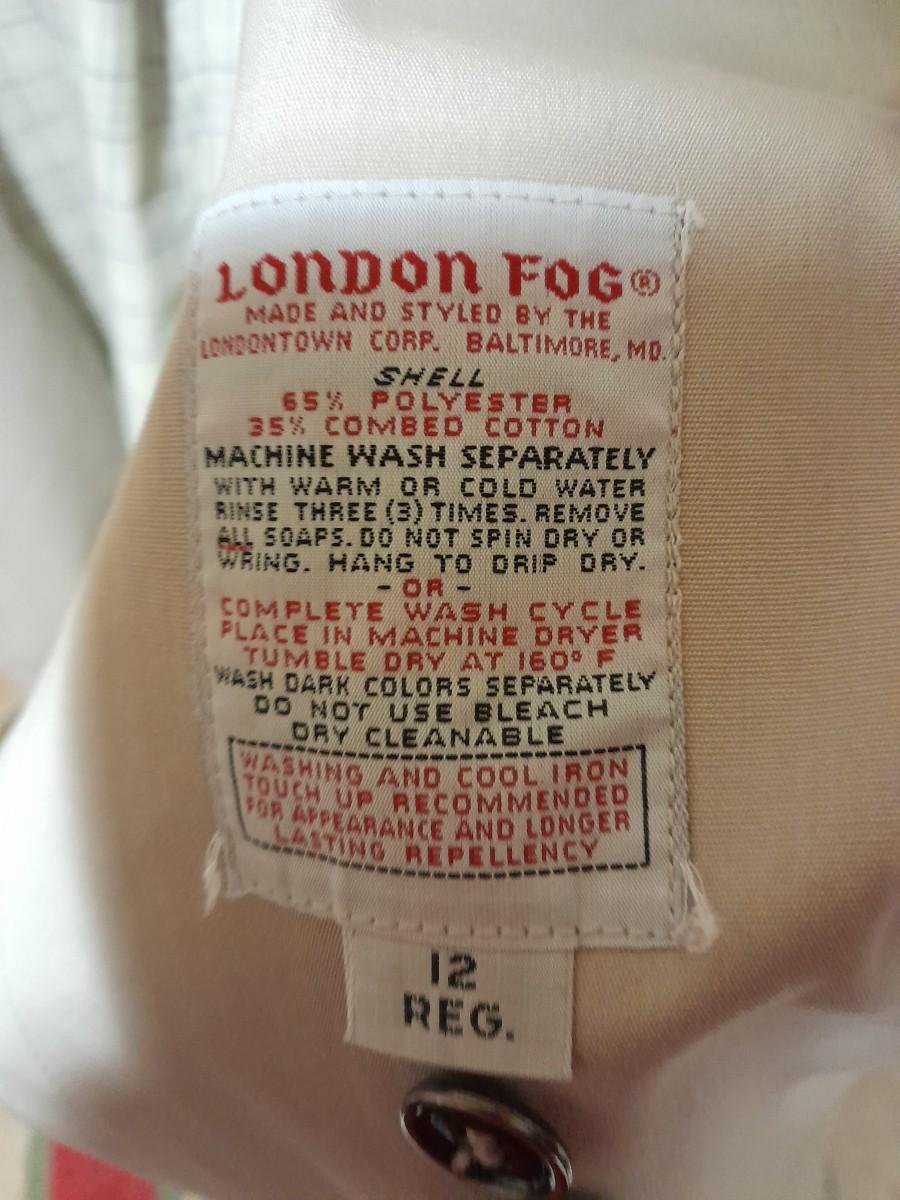 LONDON FOG®
MADE AND STYLED BY THE
LONDONTOWN CORP. BALTIMORE, MD.
SHELL
65% POLYESTER
35% COMBED COTTON
MACHINE WASH SEPARATELY
WITH WARM OR COLD WATER
RINSE THREE (3) TIMES. REMOVE
ALL SOAPS. DO NOT SPIN DRY OR
WRING. HANG TO DRIP DRY.
- OR -
COMPLETE WASH CYCLE
PLACE IN MACHINE DRYER
TUMBLE DRY AT 160° F
WASH DARK COLORS SEPARATELY
DO NOT USE BLEACH
DRY CLEANABLE
WASHING AND COOL IRON
TOUCH UP RECOMMENDED
FOR APPEARANCE AND LONGER
LASTING REPELLENCY
12
REG.